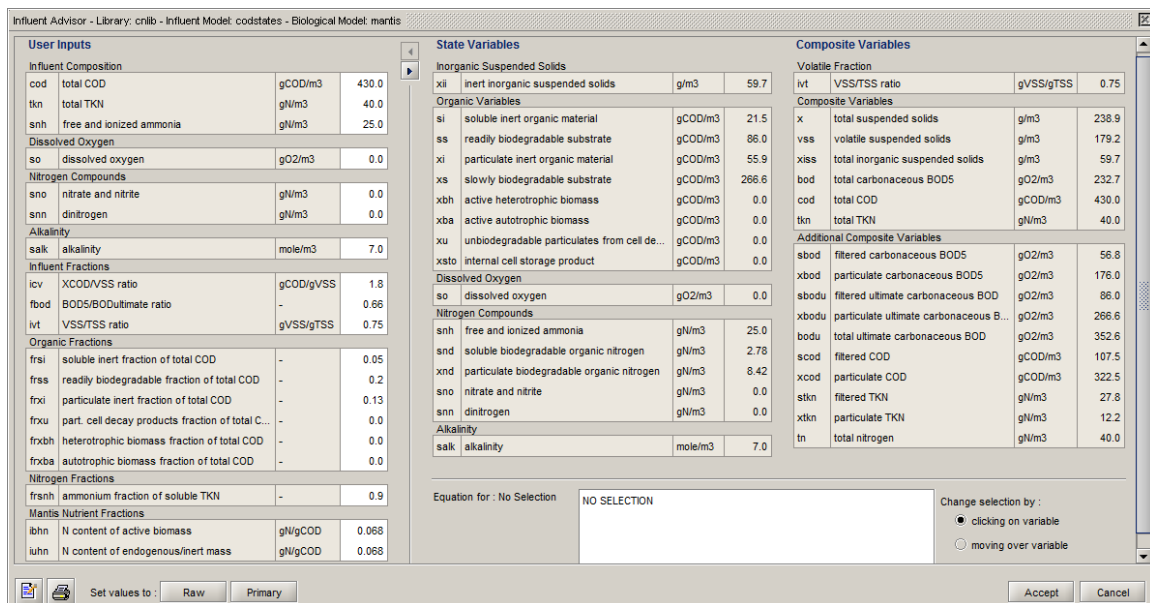 Influent Advisor - Library: cnlib - Influent Model: codstates - Biological Model: mantis
User Inputs
Influent Composition
cod total COD gCOD/m3 430.0
tkn total TKN gN/m3 40.0
snh free and ionized ammonia gN/m3 25.0
Dissolved Oxygen
so dissolved oxygen gO2/m3 0.0
Nitrogen Compounds
sno nitrate and nitrite gN/m3 0.0
snn dinitrogen gN/m3 0.0
Alkalinity
salk alkalinity mole/m3 7.0
Influent Fractions
icv XCOD/VSS ratio gCOD/gVSS 1.8
fbod BOD5/BODultimate ratio - 0.66
ivt VSS/TSS ratio gVSS/gTSS 0.75
Organic Fractions
frsi soluble inert fraction of total COD - 0.05
frss readily biodegradable fraction of total COD - 0.2
frxi particulate inert fraction of total COD - 0.13
frxu part. cell decay products fraction of total C... - 0.0
frxbh heterotrophic biomass fraction of total COD - 0.0
frxba autotrophic biomass fraction of total COD - 0.0
Nitrogen Fractions
frsnh ammonium fraction of soluble TKN - 0.9
Mantis Nutrient Fractions
ibhn N content of active biomass gN/gCOD 0.068
iuhn N content of endogenous/inert mass gN/gCOD 0.068
State Variables
Inorganic Suspended Solids
xii inert inorganic suspended solids g/m3 59.7
Organic Variables
si soluble inert organic material gCOD/m3 21.5
ss readily biodegradable substrate gCOD/m3 86.0
xi particulate inert organic material gCOD/m3 55.9
xs slowly biodegradable substrate gCOD/m3 266.6
xbh active heterotrophic biomass gCOD/m3 0.0
xba active autotrophic biomass gCOD/m3 0.0
xu unbiodegradable particulates from cell de... gCOD/m3 0.0
xsto internal cell storage product gCOD/m3 0.0
Dissolved Oxygen
so dissolved oxygen gO2/m3 0.0
Nitrogen Compounds
snh free and ionized ammonia gN/m3 25.0
snd soluble biodegradable organic nitrogen gN/m3 2.78
xnd particulate biodegradable organic nitrogen gN/m3 8.42
sno nitrate and nitrite gN/m3 0.0
snn dinitrogen gN/m3 0.0
Alkalinity
salk alkalinity mole/m3 7.0
Composite Variables
Volatile Fraction
ivt VSS/TSS ratio gVSS/gTSS 0.75
Composite Variables
x total suspended solids g/m3 238.9
vss volatile suspended solids g/m3 179.2
xiss total inorganic suspended solids g/m3 59.7
bod total carbonaceous BOD5 gO2/m3 232.7
cod total COD gCOD/m3 430.0
tkn total TKN gN/m3 40.0
Additional Composite Variables
sbod filtered carbonaceous BOD5 gO2/m3 56.8
xbod particulate carbonaceous BOD5 gO2/m3 176.0
sbodu filtered ultimate carbonaceous BOD gO2/m3 86.0
xbodu particulate ultimate carbonaceous B... gO2/m3 266.6
bodu total ultimate carbonaceous BOD gO2/m3 352.6
scod filtered COD gCOD/m3 107.5
xcod particulate COD gCOD/m3 322.5
stkn filtered TKN gN/m3 27.8
xtkn particulate TKN gN/m3 12.2
tn total nitrogen gN/m3 40.0
Equation for : No Selection
NO SELECTION
Change selection by :
clicking on variable
moving over variable
Set values to : Raw Primary
Accept Cancel